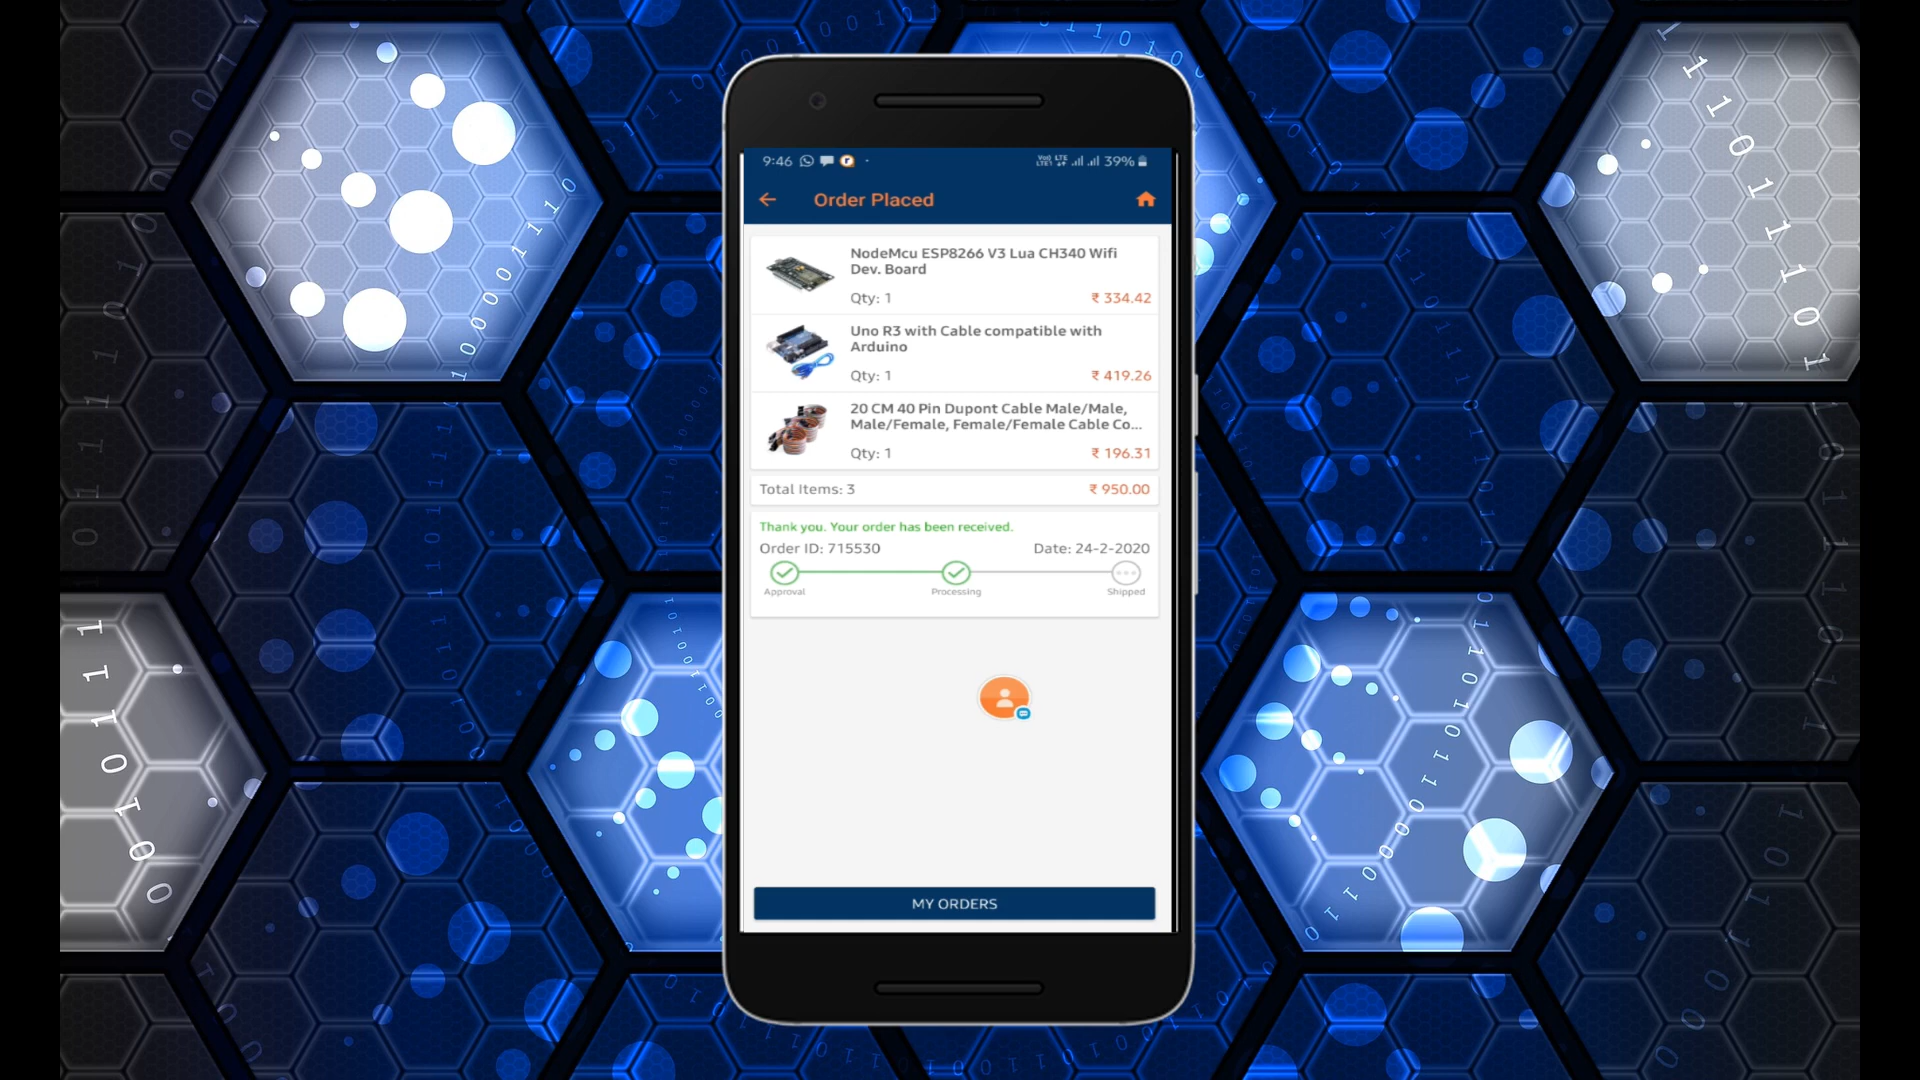 9:46
VoJ LTE
LTE1
39%
Order Placed
NodeMcu ESP8266 V3 Lua CH340 Wifi
Dev. Board
Qty: 1
₹ 334.42
Uno R3 with Cable compatible with
Arduino
Qty: 1
₹ 419.26
20 CM 40 Pin Dupont Cable Male/Male,
Male/Female, Female/Female Cable Co...
Qty: 1
₹ 196.31
Total Items: 3
₹ 950.00
Thank you. Your order has been received.
Order ID: 715530
Date: 24-2-2020
Approval
Processing
Shipped
MY ORDERS